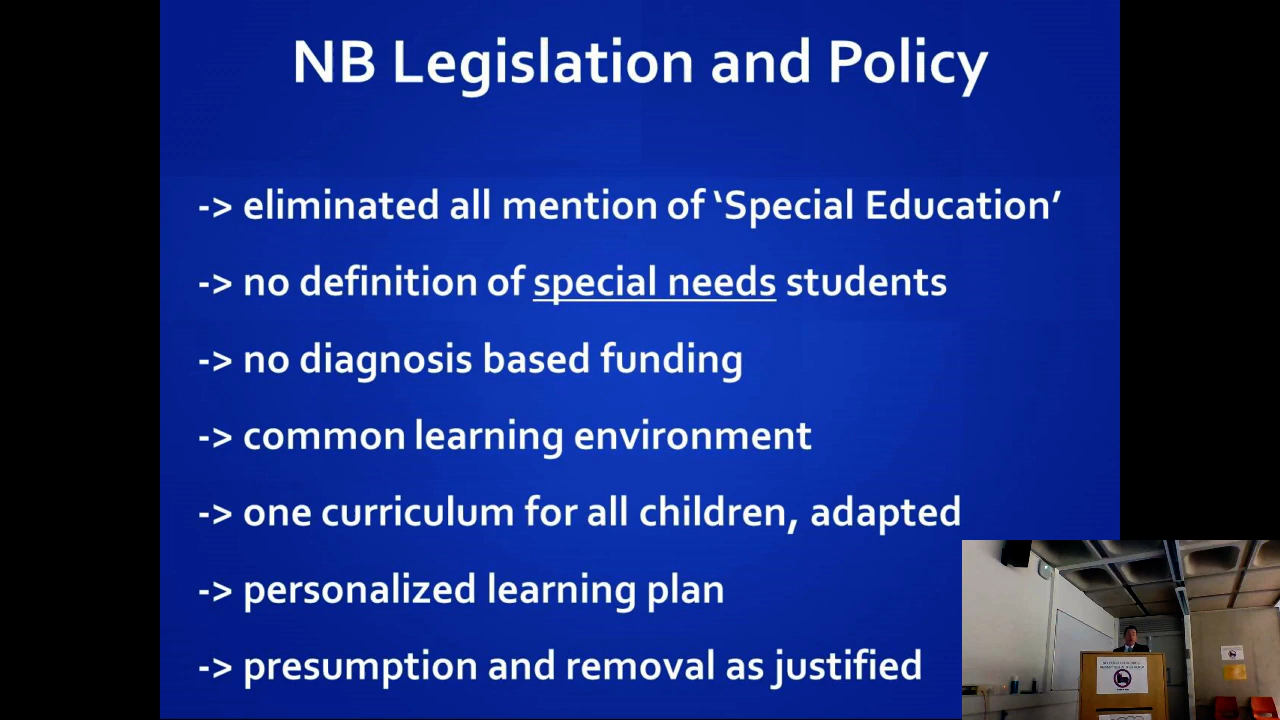 NB Legislation and Policy
-> eliminated all mention of ‘Special Education’
-> no definition of special needs students
-> no diagnosis based funding
-> common learning environment
-> one curriculum for all children, adapted
-> personalized learning plan
-> presumption and removal as justified